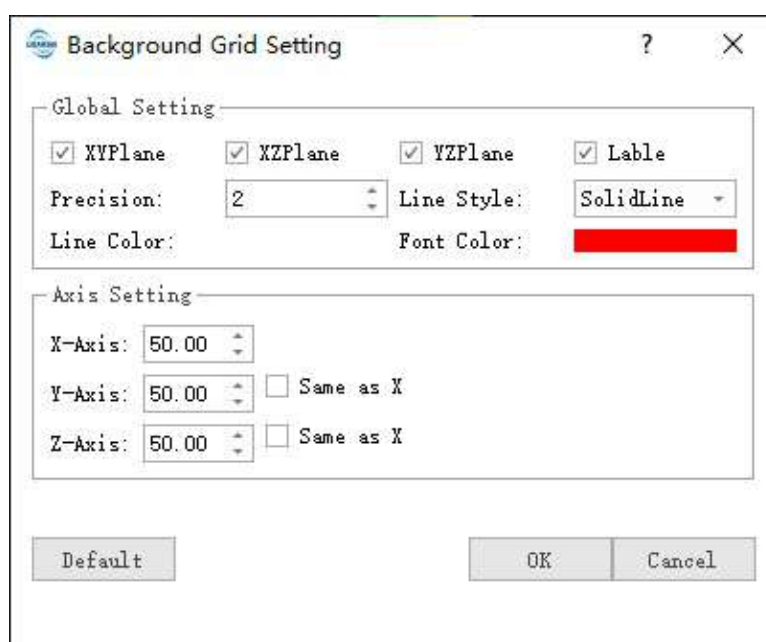 Background Grid Setting ? X
Global Setting
XYPlane XZPlane YZPlane Lable
Precision: 2 Line Style: SolidLine
Line Color: Font Color:
Axis Setting
X-Axis: 50.00
Y-Axis: 50.00 Same as X
Z-Axis: 50.00 Same as X
Default OK Cancel